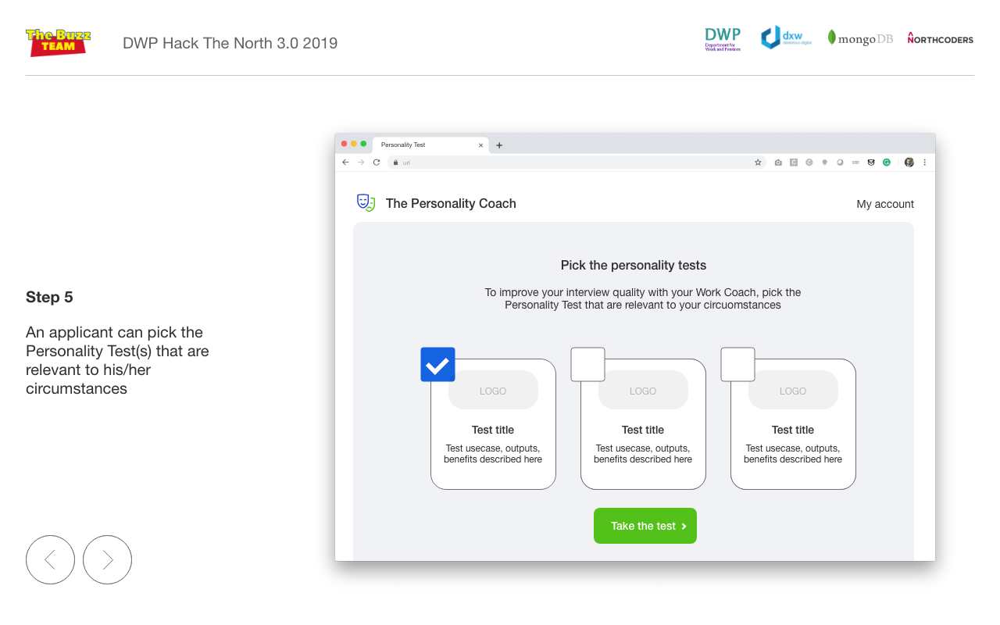 The Buzz
TEAM
DWP Hack The North 3.0 2019
DWP
Department for
Work and Pensions
dxw
dexterous digital
mongoDB
NORTHCODERS
Personality Test
url
The Personality Coach
My account
Pick the personality tests
To improve your interview quality with your Work Coach, pick the
Personality Test that are relevant to your circuomstances
Step 5
An applicant can pick the
Personality Test(s) that are
relevant to his/her
circumstances
LOGO
Test title
Test usecase, outputs,
benefits described here
LOGO
Test title
Test usecase, outputs,
benefits described here
LOGO
Test title
Test usecase, outputs,
benefits described here
Take the test